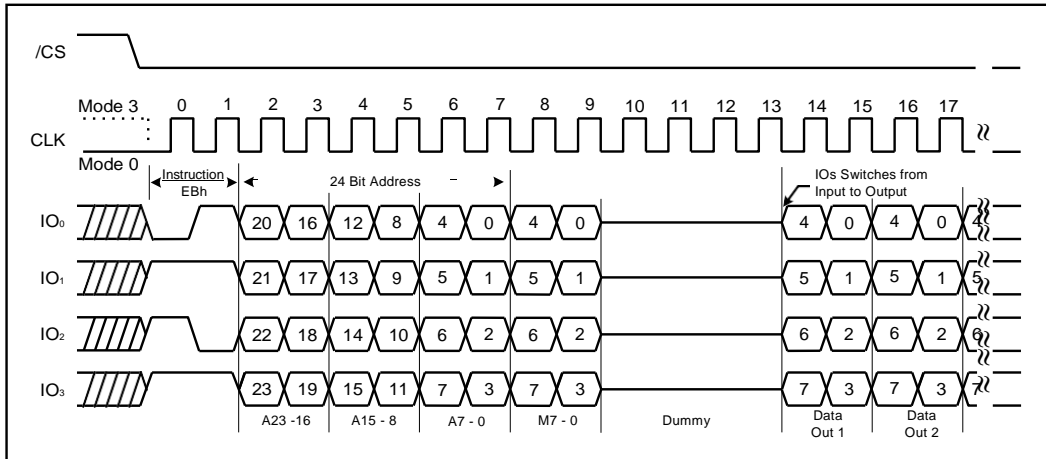 /CS
Mode 3 0 1 2 3 4 5 6 7 8 9 10 11 12 13 14 15 16 17
CLK
Mode 0
Instruction
EBh
24 Bit Address
IOs Switches from
Input to Output
IO₀ 20 16 12 8 4 0 4 0 4 0 4 0 4
IO₁ 21 17 13 9 5 1 5 1 5 1 5 1 5
IO₂ 22 18 14 10 6 2 6 2 6 2 6 2 6
IO₃ 23 19 15 11 7 3 7 3 7 3 7 3 7
A23 -16 A15 - 8 A7 - 0 M7 - 0 Dummy
Data
Out 1
Data
Out 2